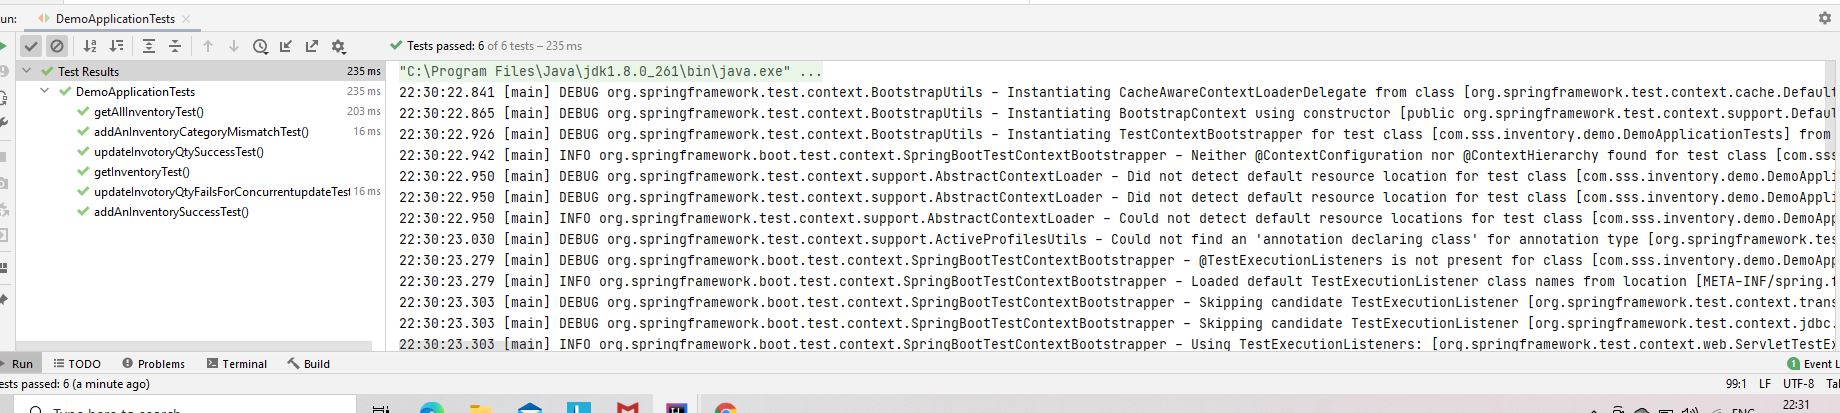 un: DemoApplicationTests
Tests passed: 6 of 6 tests – 235 ms
Test Results 235 ms
DemoApplicationTests 235 ms
getAllInventoryTest() 203 ms
addAnInventoryCategoryMismatchTest() 16 ms
updateInvotoryQtySuccessTest()
getInventoryTest()
updateInvotoryQtyFailsForConcurrentupdateTest 16 ms
addAnInventorySuccessTest()
"C:\Program Files\Java\jdk1.8.0_261\bin\java.exe" ...
22:30:22.841 [main] DEBUG org.springframework.test.context.BootstrapUtils - Instantiating CacheAwareContextLoaderDelegate from class [org.springframework.test.context.cache.Default
22:30:22.865 [main] DEBUG org.springframework.test.context.BootstrapUtils - Instantiating BootstrapContext using constructor [public org.springframework.test.context.support.Defau
22:30:22.926 [main] DEBUG org.springframework.test.context.BootstrapUtils - Instantiating TestContextBootstrapper for test class [com.sss.inventory.demo.DemoApplicationTests] from
22:30:22.942 [main] INFO org.springframework.boot.test.context.SpringBootTestContextBootstrapper - Neither @ContextConfiguration nor @ContextHierarchy found for test class [com.sss
22:30:22.950 [main] DEBUG org.springframework.test.context.support.AbstractContextLoader - Did not detect default resource location for test class [com.sss.inventory.demo.DemoAppli
22:30:22.950 [main] DEBUG org.springframework.test.context.support.AbstractContextLoader - Did not detect default resource location for test class [com.sss.inventory.demo.DemoAppli
22:30:22.950 [main] INFO org.springframework.test.context.support.AbstractContextLoader - Could not detect default resource locations for test class [com.sss.inventory.demo.DemoApp
22:30:23.030 [main] DEBUG org.springframework.test.context.support.ActiveProfilesUtils - Could not find an 'annotation declaring class' for annotation type [org.springframework.tes
22:30:23.279 [main] DEBUG org.springframework.boot.test.context.SpringBootTestContextBootstrapper - @TestExecutionListeners is not present for class [com.sss.inventory.demo.DemoApp
22:30:23.279 [main] INFO org.springframework.boot.test.context.SpringBootTestContextBootstrapper - Loaded default TestExecutionListener class names from location [META-INF/spring.f
22:30:23.303 [main] DEBUG org.springframework.boot.test.context.SpringBootTestContextBootstrapper - Skipping candidate TestExecutionListener [org.springframework.test.context.trans
22:30:23.303 [main] DEBUG org.springframework.boot.test.context.SpringBootTestContextBootstrapper - Skipping candidate TestExecutionListener [org.springframework.test.context.jdbc.
22:30:23.303 [main] INFO org.springframework.boot.test.context.SpringBootTestContextBootstrapper - Using TestExecutionListeners: [org.springframework.test.context.web.ServletTestEx
Run TODO Problems Terminal Build 1 Event L
ests passed: 6 (a minute ago) 99:1 LF UTF-8 Tal
Type here to search ENG 22:31